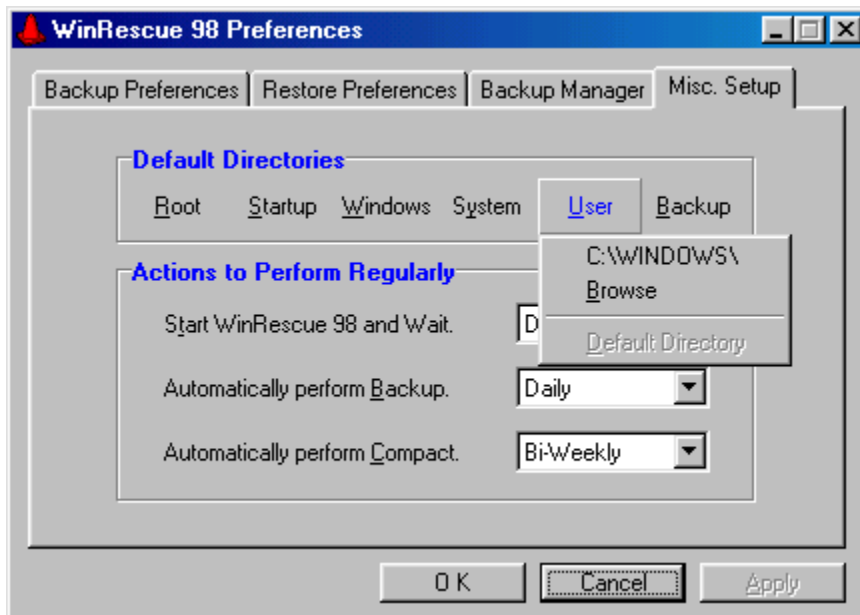 WinRescue 98 Preferences
Backup Preferences Restore Preferences Backup Manager Misc. Setup
Default Directories
Root Startup Windows System User Backup
C:\WINDOWS\
Browse
Default Directory
Actions to Perform Regularly
Start WinRescue 98 and Wait. D
Automatically perform Backup. Daily
Automatically perform Compact. Bi-Weekly
O K Cancel Apply